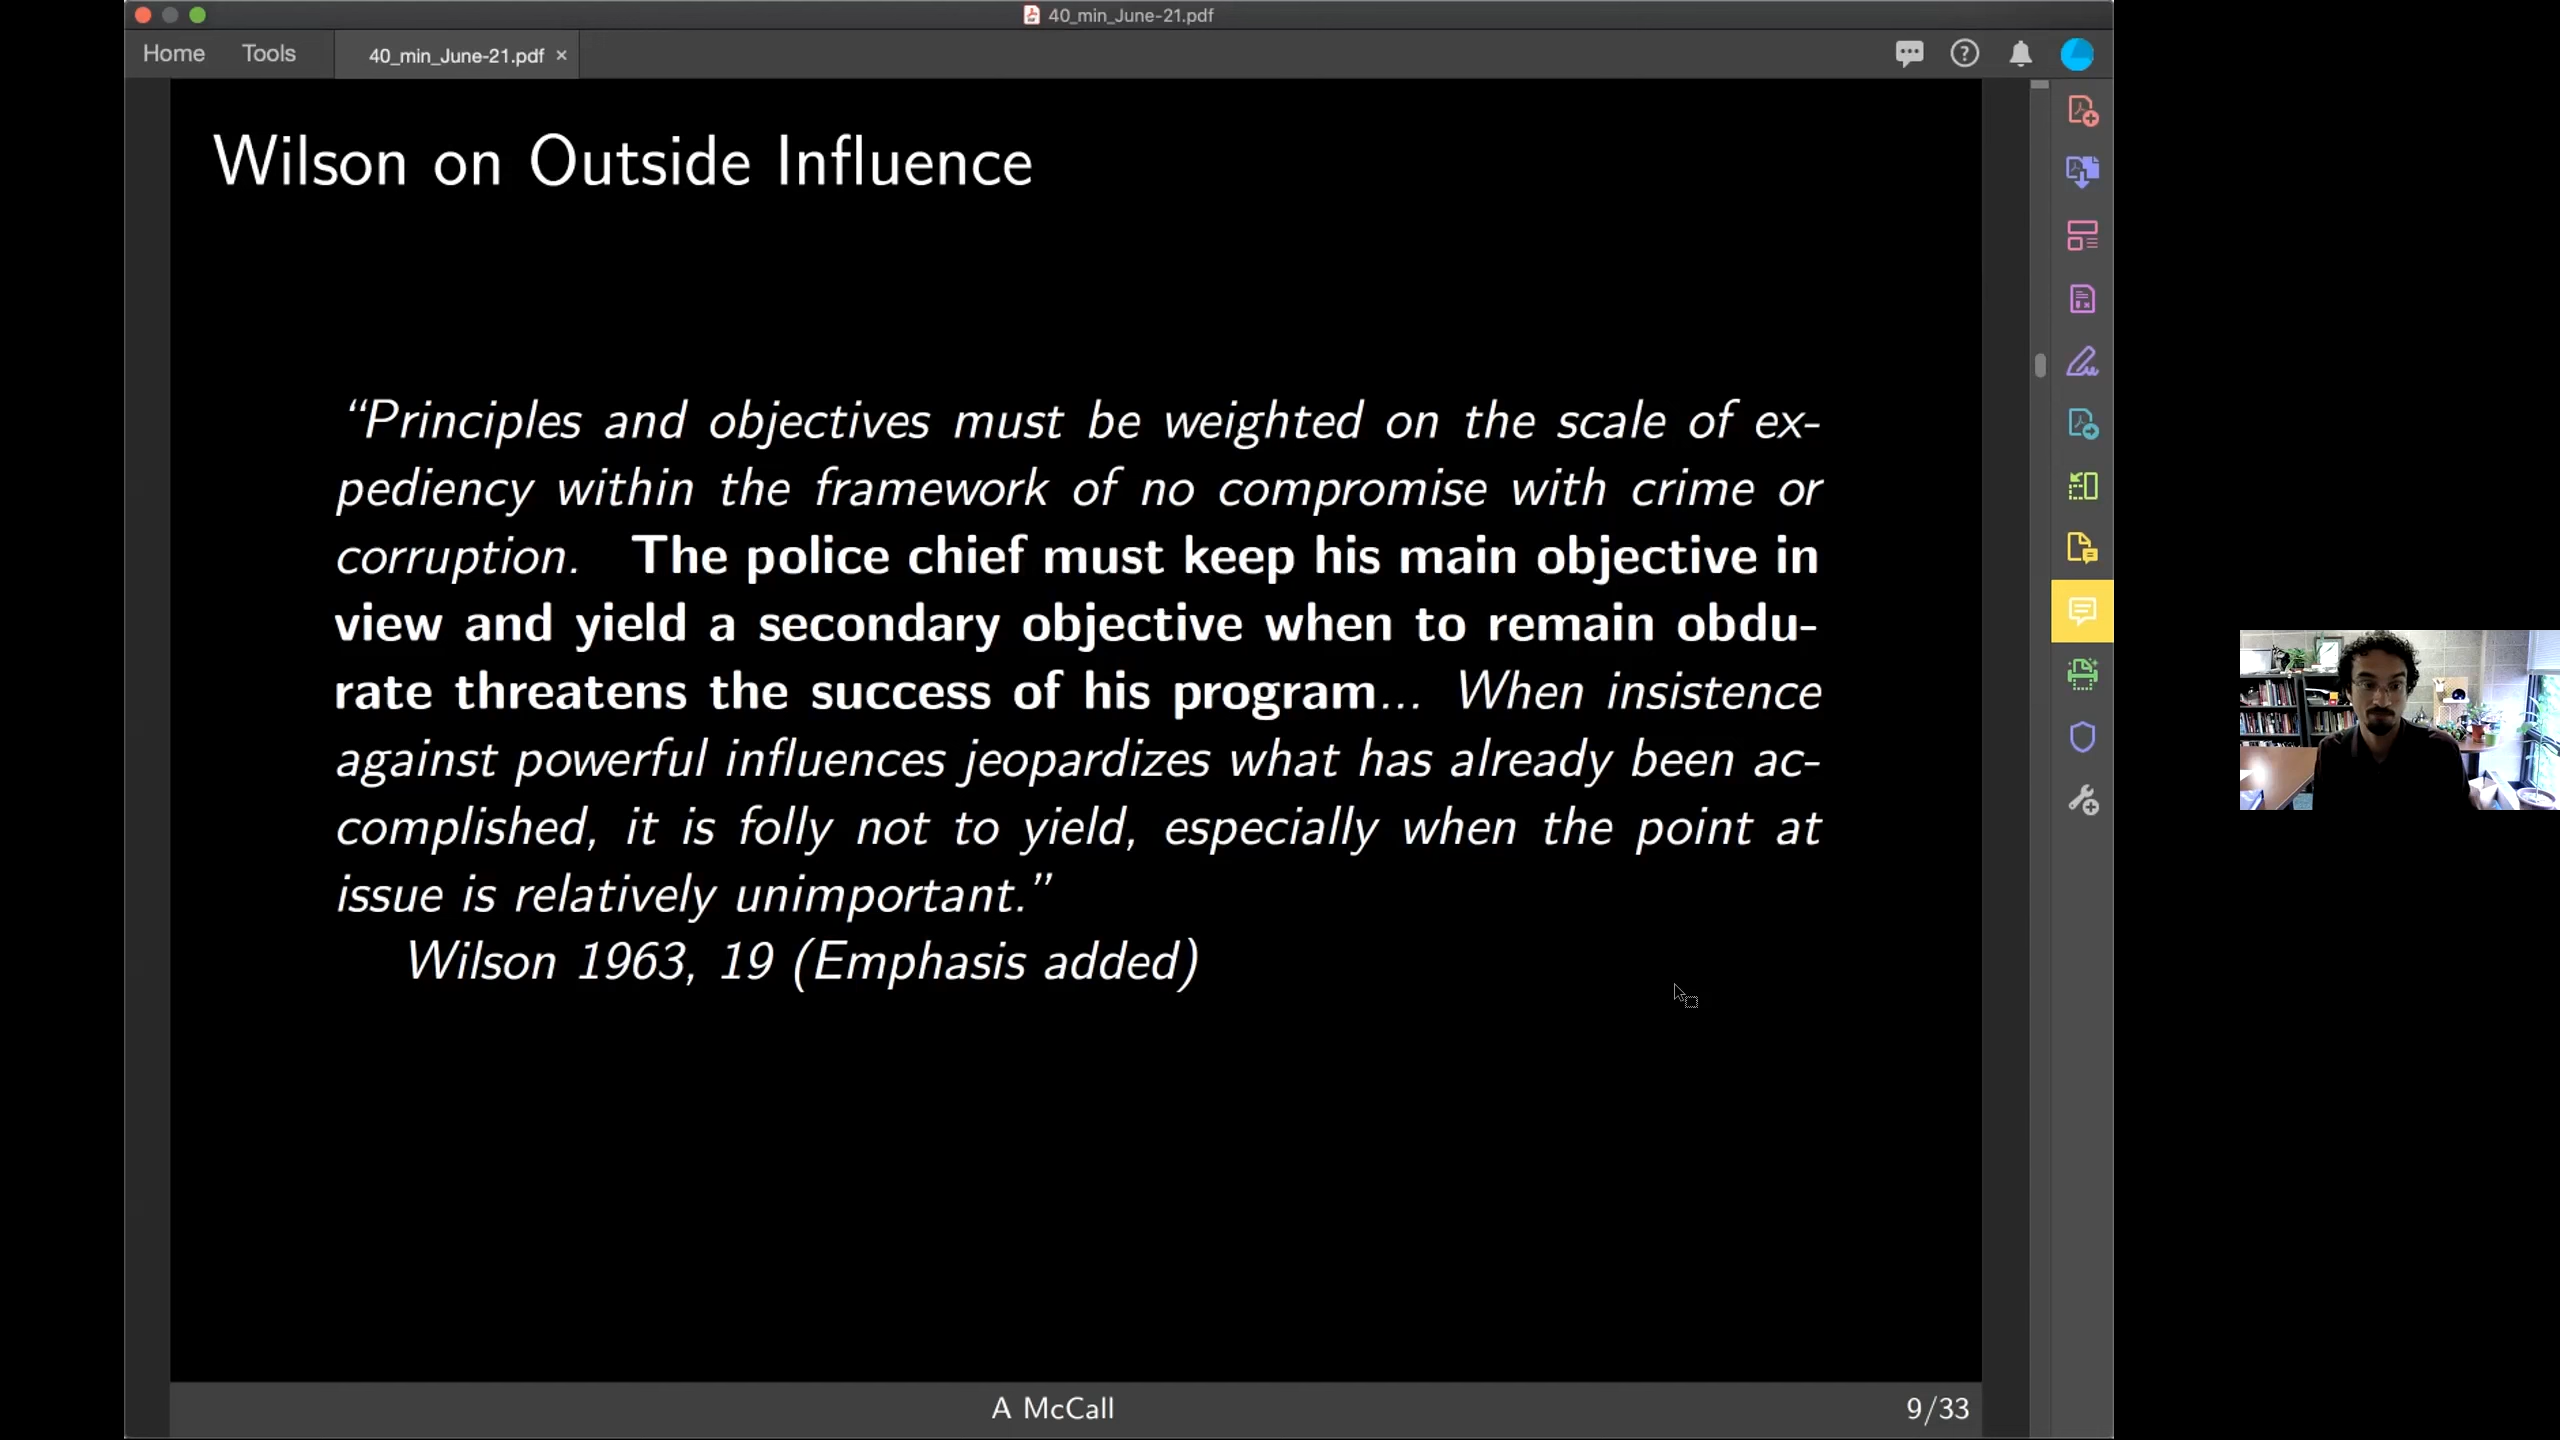 40_min_June-21.pdf
Home Tools 40_min_June-21.pdf ×
Wilson on Outside Influence
“Principles and objectives must be weighted on the scale of ex-
pediency within the framework of no compromise with crime or
corruption. The police chief must keep his main objective in
view and yield a secondary objective when to remain obdu-
rate threatens the success of his program... When insistence
against powerful influences jeopardizes what has already been ac-
complished, it is folly not to yield, especially when the point at
issue is relatively unimportant.”
Wilson 1963, 19 (Emphasis added)
A McCall 9/33